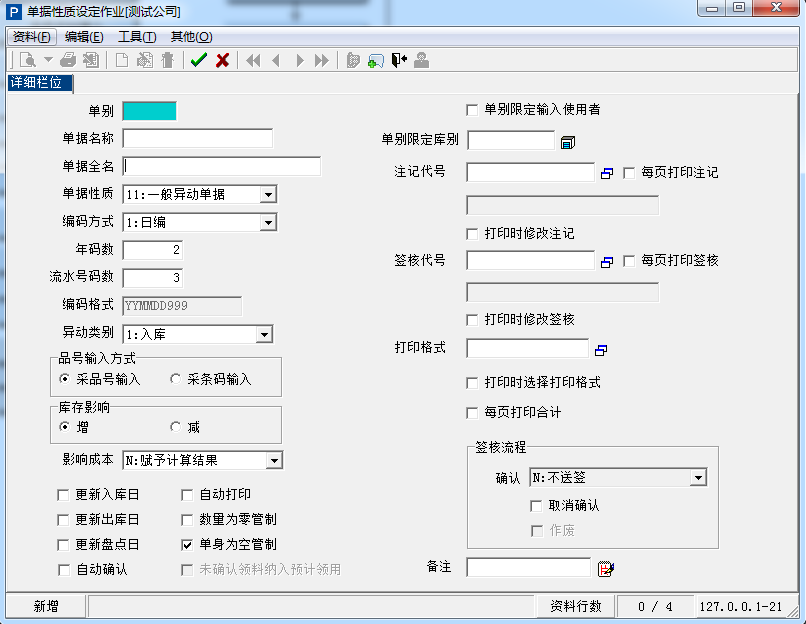 单据性质设定作业[测试公司]
资料(F) 编辑(E) 工具(T) 其他(O)
详细栏位
单别
单据名称
单据全名
单据性质 11:一般异动单据
编码方式 1:日编
年码数 2
流水号码数 3
编码格式 YYMMDD999
异动类别 1:入库
品号输入方式
采品号输入 采条码输入
库存影响
增 减
影响成本 N:赋予计算结果
更新入库日 自动打印
更新出库日 数量为零管制
更新盘点日 单身为空管制
自动确认 未确认领料纳入预计领用
单别限定输入使用者
单别限定库别
注记代号 每页打印注记
打印时修改注记
签核代号 每页打印签核
打印时修改签核
打印格式
打印时选择打印格式
每页打印合计
签核流程
确认 N:不送签
取消确认
作废
备注
新增 资料行数 0 / 4 127.0.0.1-21